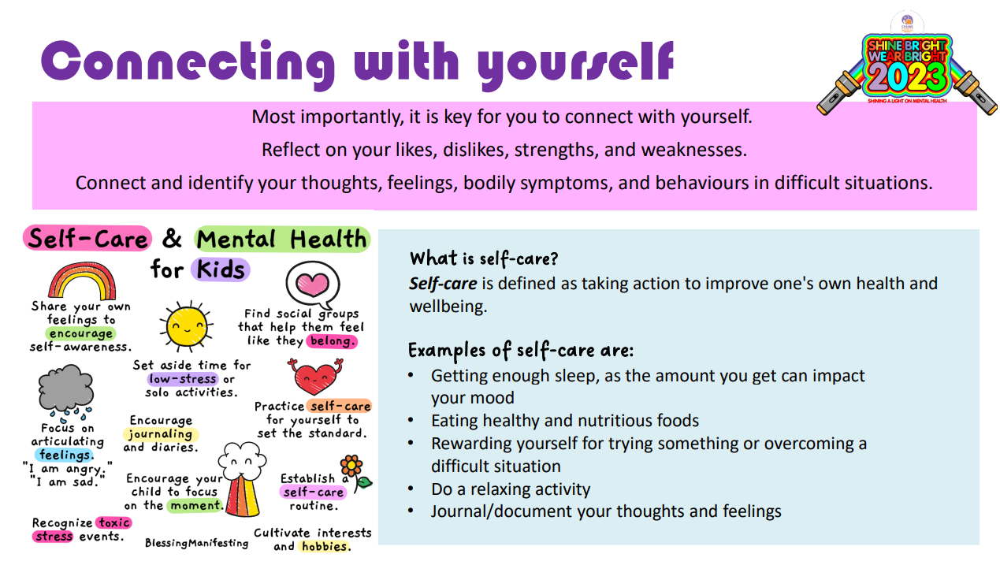 Connecting with yourself
CHUMS
SHINE BRIGHT
WEAR BRIGHT
2023
SHINING A LIGHT ON MENTAL HEALTH
Most importantly, it is key for you to connect with yourself.
Reflect on your likes, dislikes, strengths, and weaknesses.
Connect and identify your thoughts, feelings, bodily symptoms, and behaviours in difficult situations.
Self-Care & Mental Health
for Kids
Share your own
feelings to
encourage
self-awareness.
Find social groups
that help them feel
like they belong.
Set aside time for
low-stress or
solo activities.
Practice self-care
for yourself to
set the standard.
Focus on
articulating
feelings.
"I am angry."
"I am sad."
Encourage
journaling
and diaries.
Encourage your
child to focus
on the moment.
Establish a
self-care
routine.
Recognize toxic
stress events.
BlessingManifesting
Cultivate interests
and hobbies.
What is self-care?
Self-care is defined as taking action to improve one's own health and
wellbeing.
Examples of self-care are:
• Getting enough sleep, as the amount you get can impact
your mood
• Eating healthy and nutritious foods
• Rewarding yourself for trying something or overcoming a
difficult situation
• Do a relaxing activity
• Journal/document your thoughts and feelings